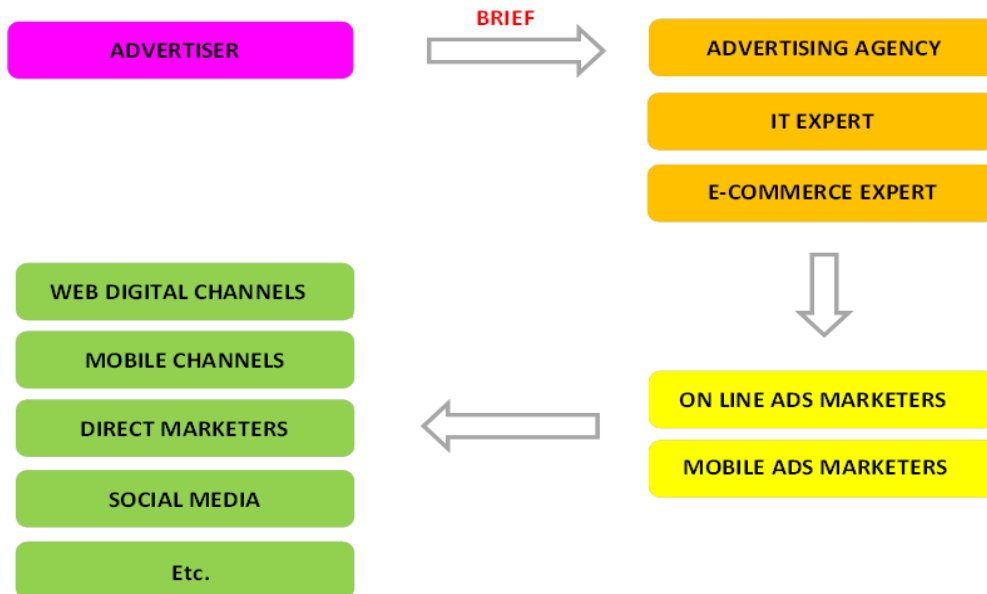 BRIEF
ADVERTISER
ADVERTISING AGENCY
IT EXPERT
E-COMMERCE EXPERT
WEB DIGITAL CHANNELS
MOBILE CHANNELS
DIRECT MARKETERS
SOCIAL MEDIA
Etc.
ON LINE ADS MARKETERS
MOBILE ADS MARKETERS